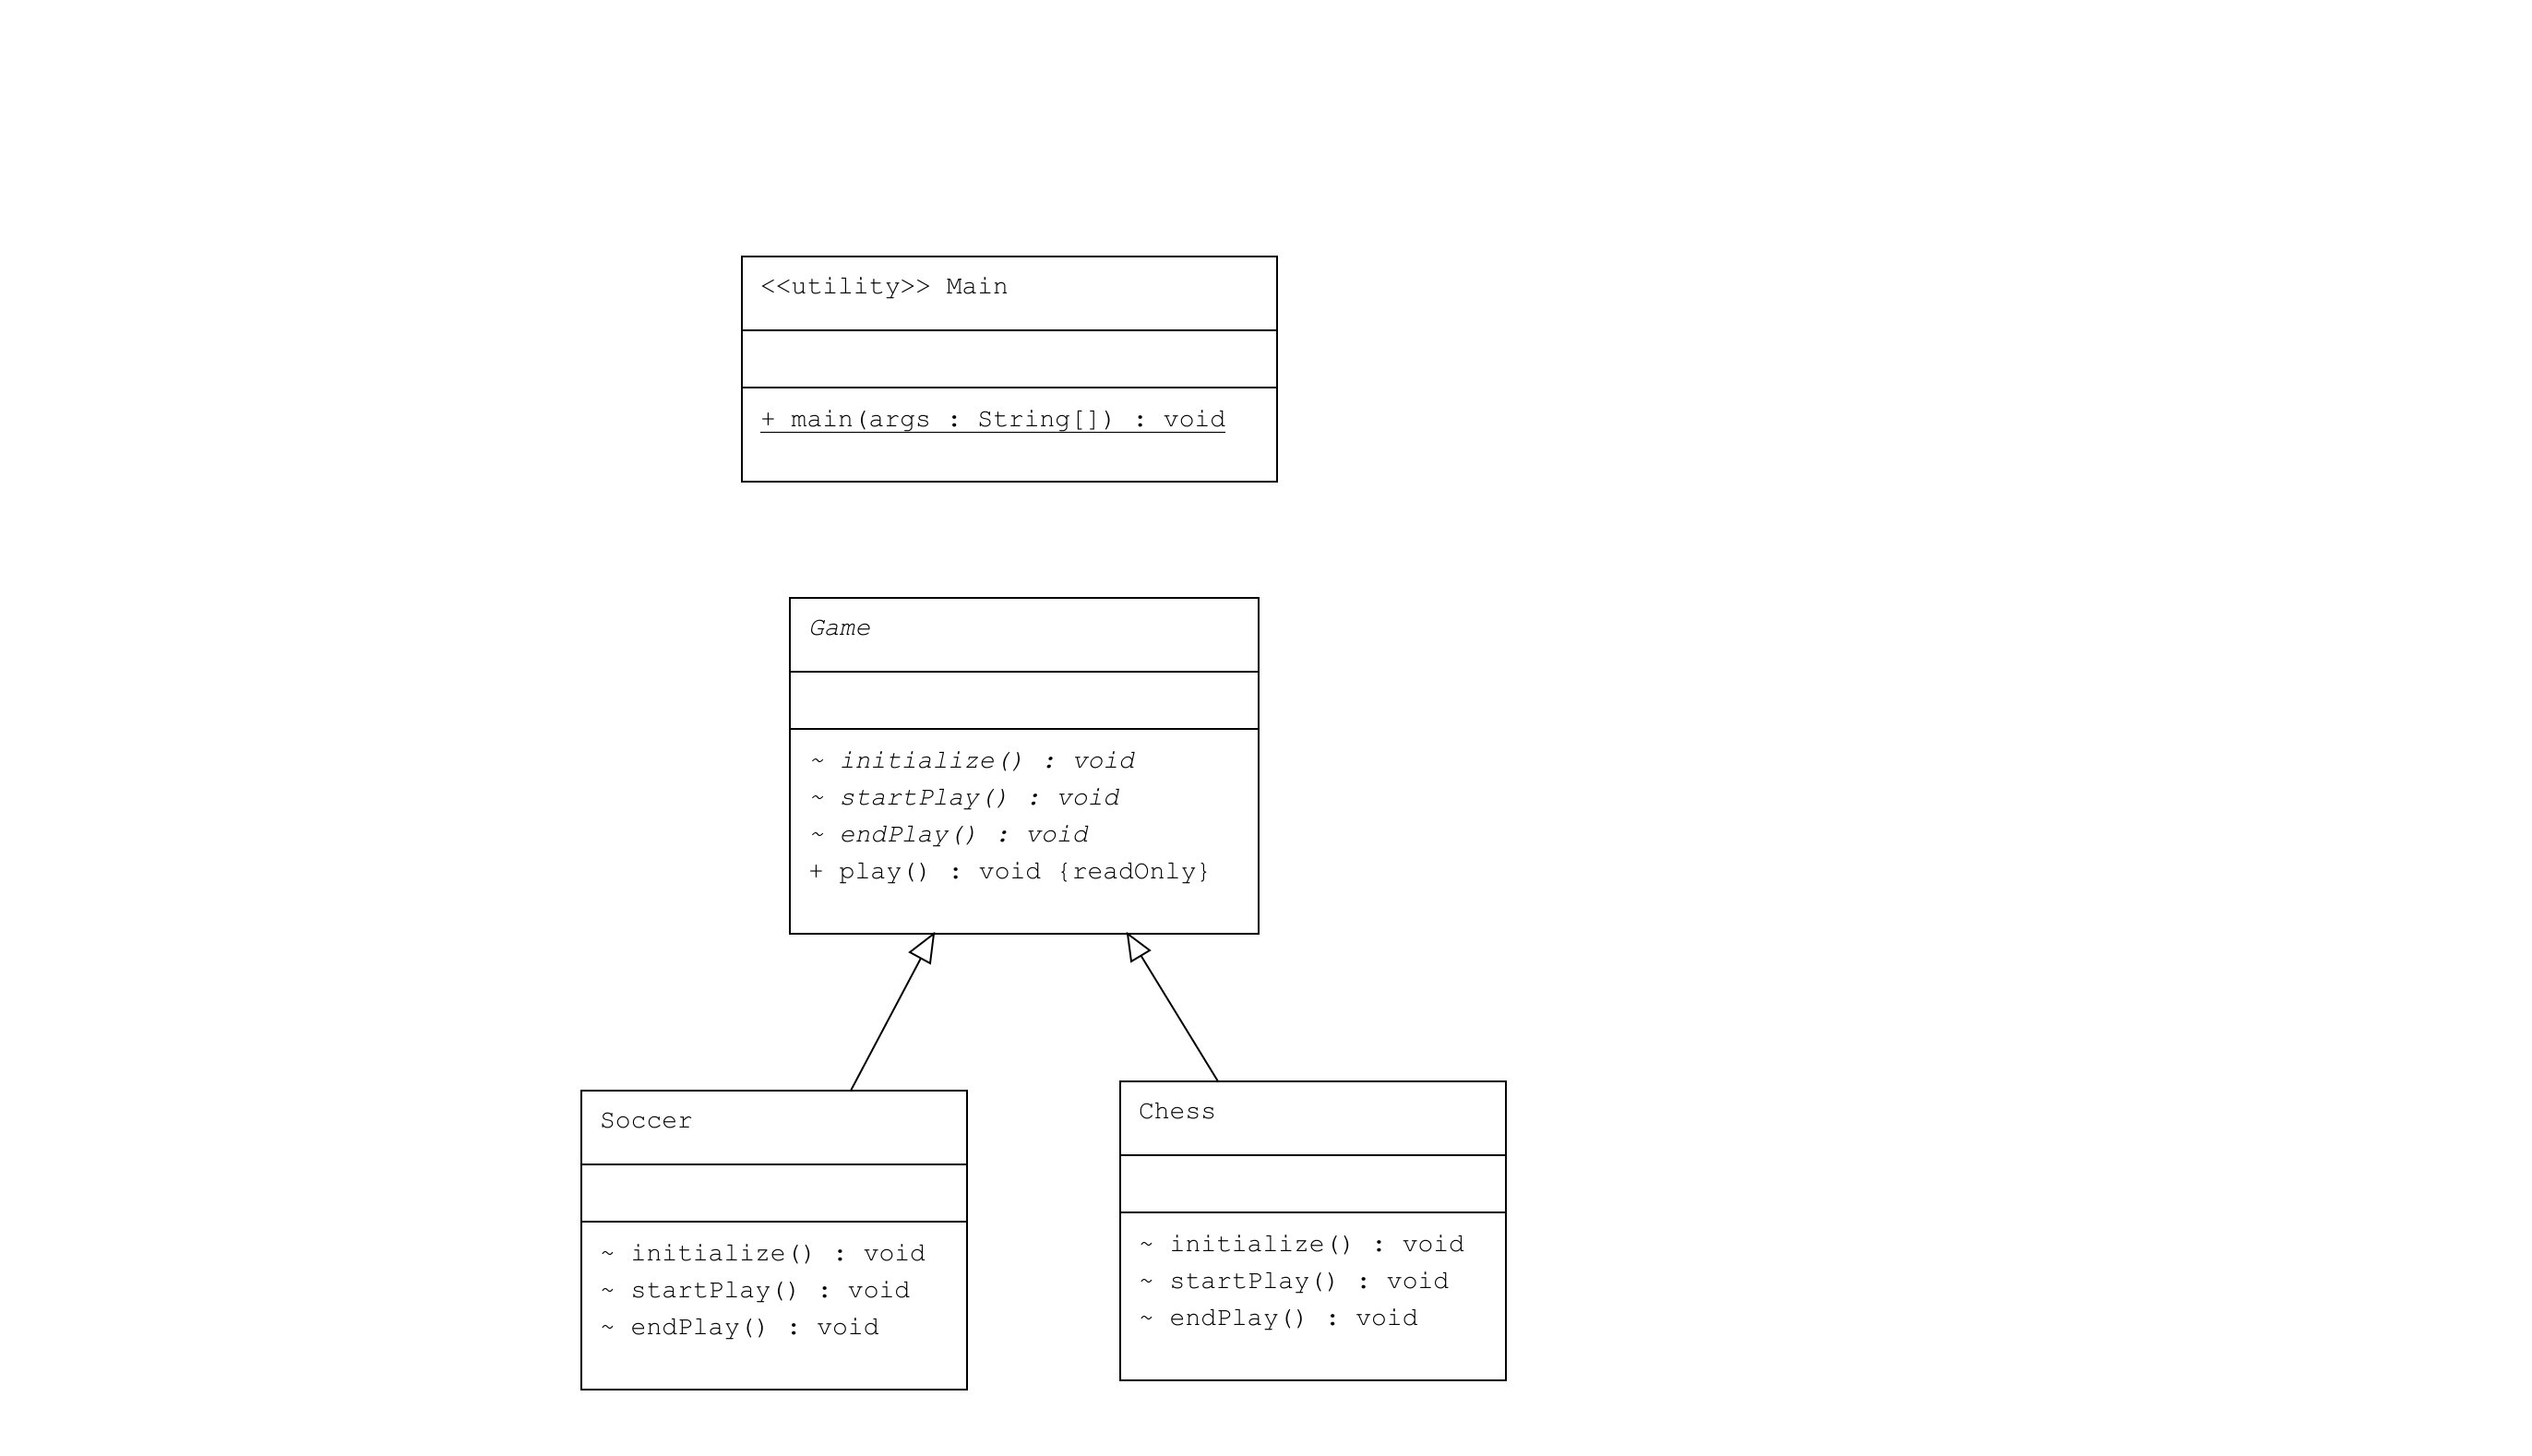 <<utility>> Main
+ main(args : String[]) : void
Game
~ initialize() : void
~ startPlay() : void
~ endPlay() : void
+ play() : void {readOnly}
Soccer
~ initialize() : void
~ startPlay() : void
~ endPlay() : void
Chess
~ initialize() : void
~ startPlay() : void
~ endPlay() : void